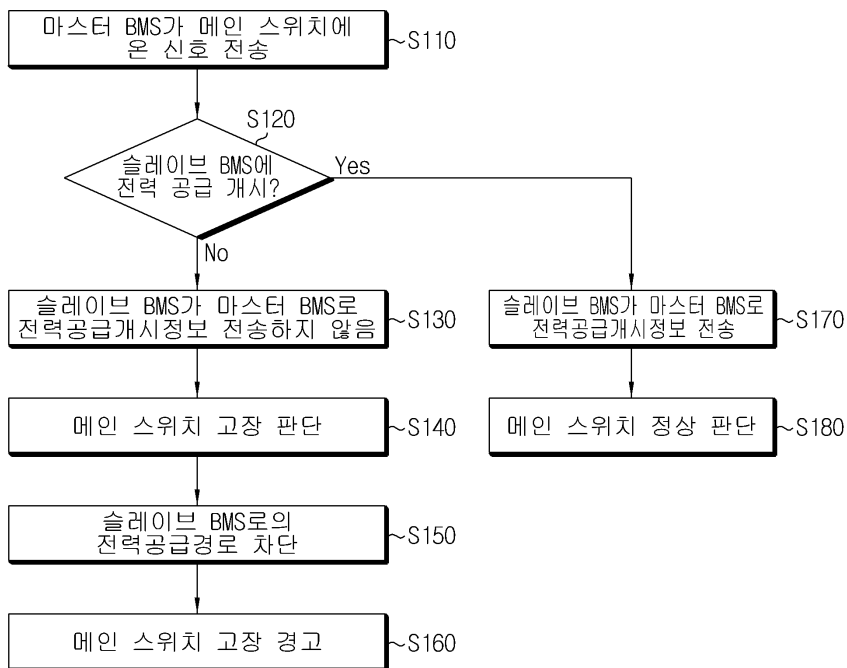 마스터 BMS가 메인 스위치에
온 신호 전송
S110
S120
슬레이브 BMS에
전력 공급 개시?
Yes
No
슬레이브 BMS가 마스터 BMS로
전력공급개시정보 전송하지 않음
S130
슬레이브 BMS가 마스터 BMS로
전력공급개시정보 전송
S170
메인 스위치 고장 판단
S140
메인 스위치 정상 판단
S180
슬레이브 BMS로의
전력공급경로 차단
S150
메인 스위치 고장 경고
S160